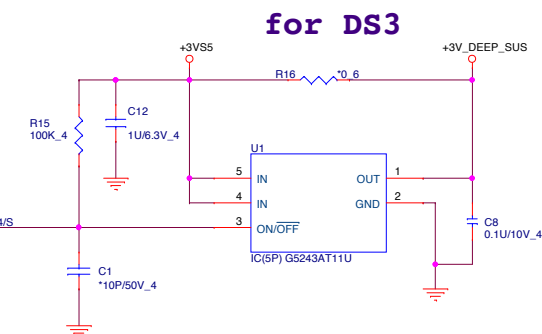 for DS3
+3VS5
+3V_DEEP_SUS
R16
*0_6
R15
100K_4
C12
1U/6.3V_4
U1
5
IN
OUT
1
4
IN
GND
2
3
ON/OFF
4/S
C8
0.1U/10V_4
IC(5P) G5243AT11U
C1
*10P/50V_4